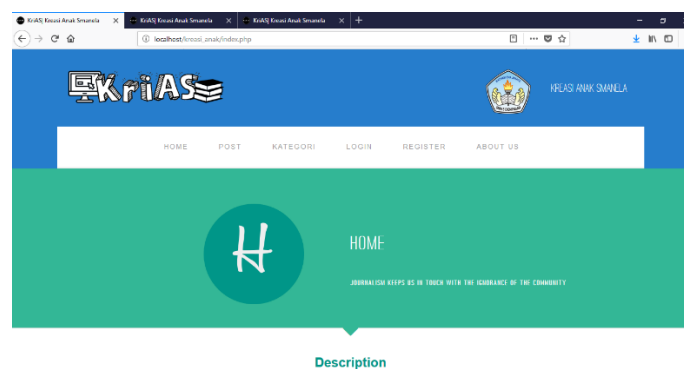 KriAS| Kreasi Anak Smanela
KriAS| Kreasi Anak Smanela
KriAS| Kreasi Anak Smanela
localhost/kreasi_anak/index.php
KriAS
KREASI ANAK SMANELA
HOME POST KATEGORI LOGIN REGISTER ABOUT US
H
HOME
JOURNALISM KEEPS US IN TOUCH WITH THE IGNORANCE OF THE COMMUNITY
Description